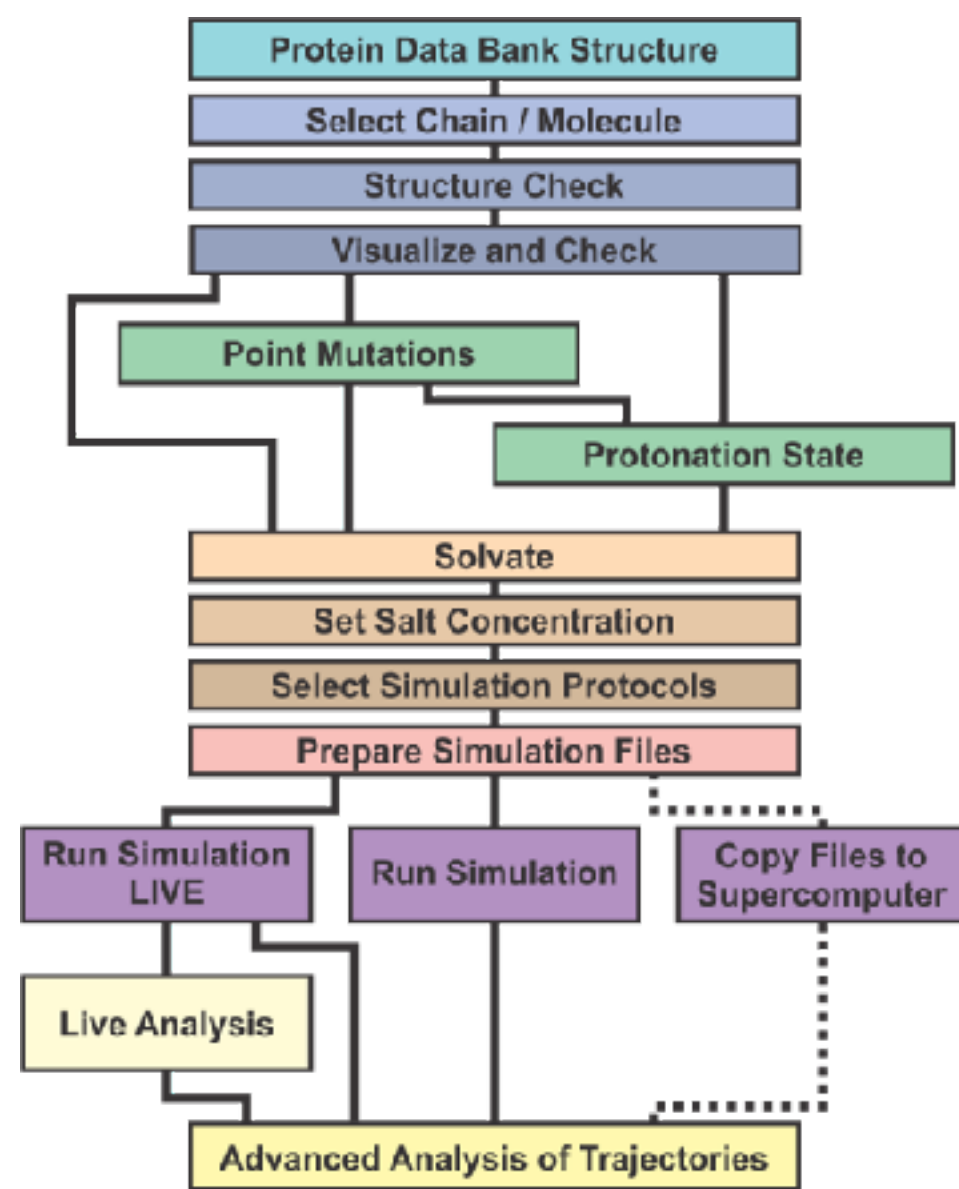 Protein Data Bank Structure
Select Chain / Molecule
Structure Check
Visualize and Check
Point Mutations
Protonation State
Solvate
Set Salt Concentration
Select Simulation Protocols
Prepare Simulation Files
Run Simulation
LIVE
Run Simulation
Copy Files to
Supercomputer
Live Analysis
Advanced Analysis of Trajectories